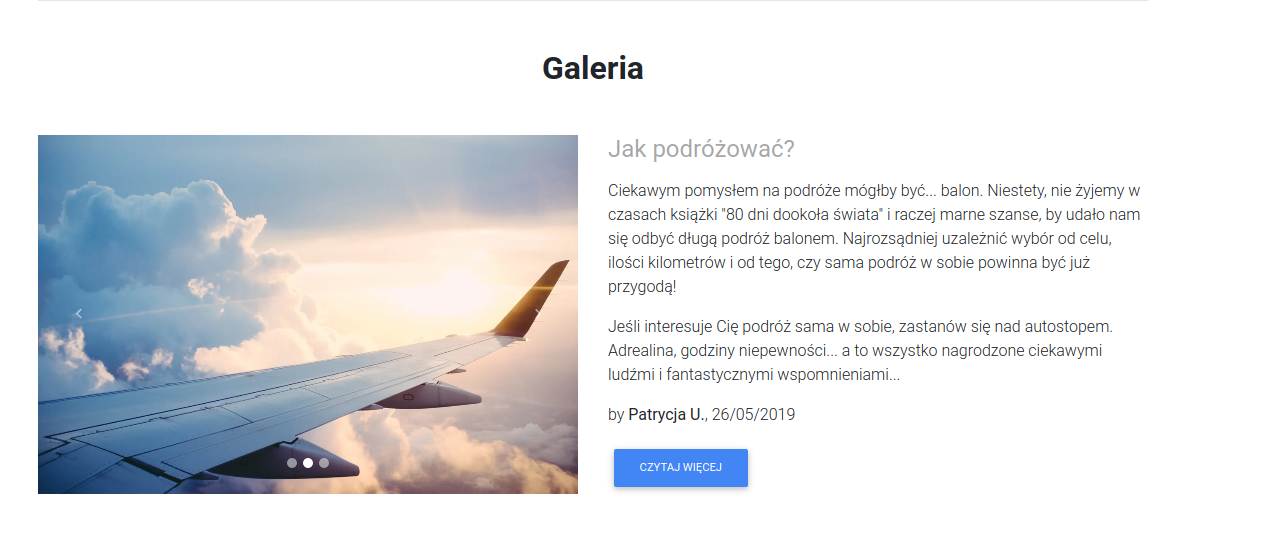 Galeria
Jak podróżować?
Ciekawym pomysłem na podróże mógłby być... balon. Niestety, nie żyjemy w
czasach książki "80 dni dookoła świata" i raczej marne szanse, by udało nam
się odbyć długą podróż balonem. Najrozsądniej uzależnić wybór od celu,
ilości kilometrów i od tego, czy sama podróż w sobie powinna być już
przygodą!
Jeśli interesuje Cię podróż sama w sobie, zastanów się nad autostopem.
Adrealina, godziny niepewności... a to wszystko nagrodzone ciekawymi
ludźmi i fantastycznymi wspomnieniami...
by Patrycja U., 26/05/2019
CZYTAJ WIĘCEJ